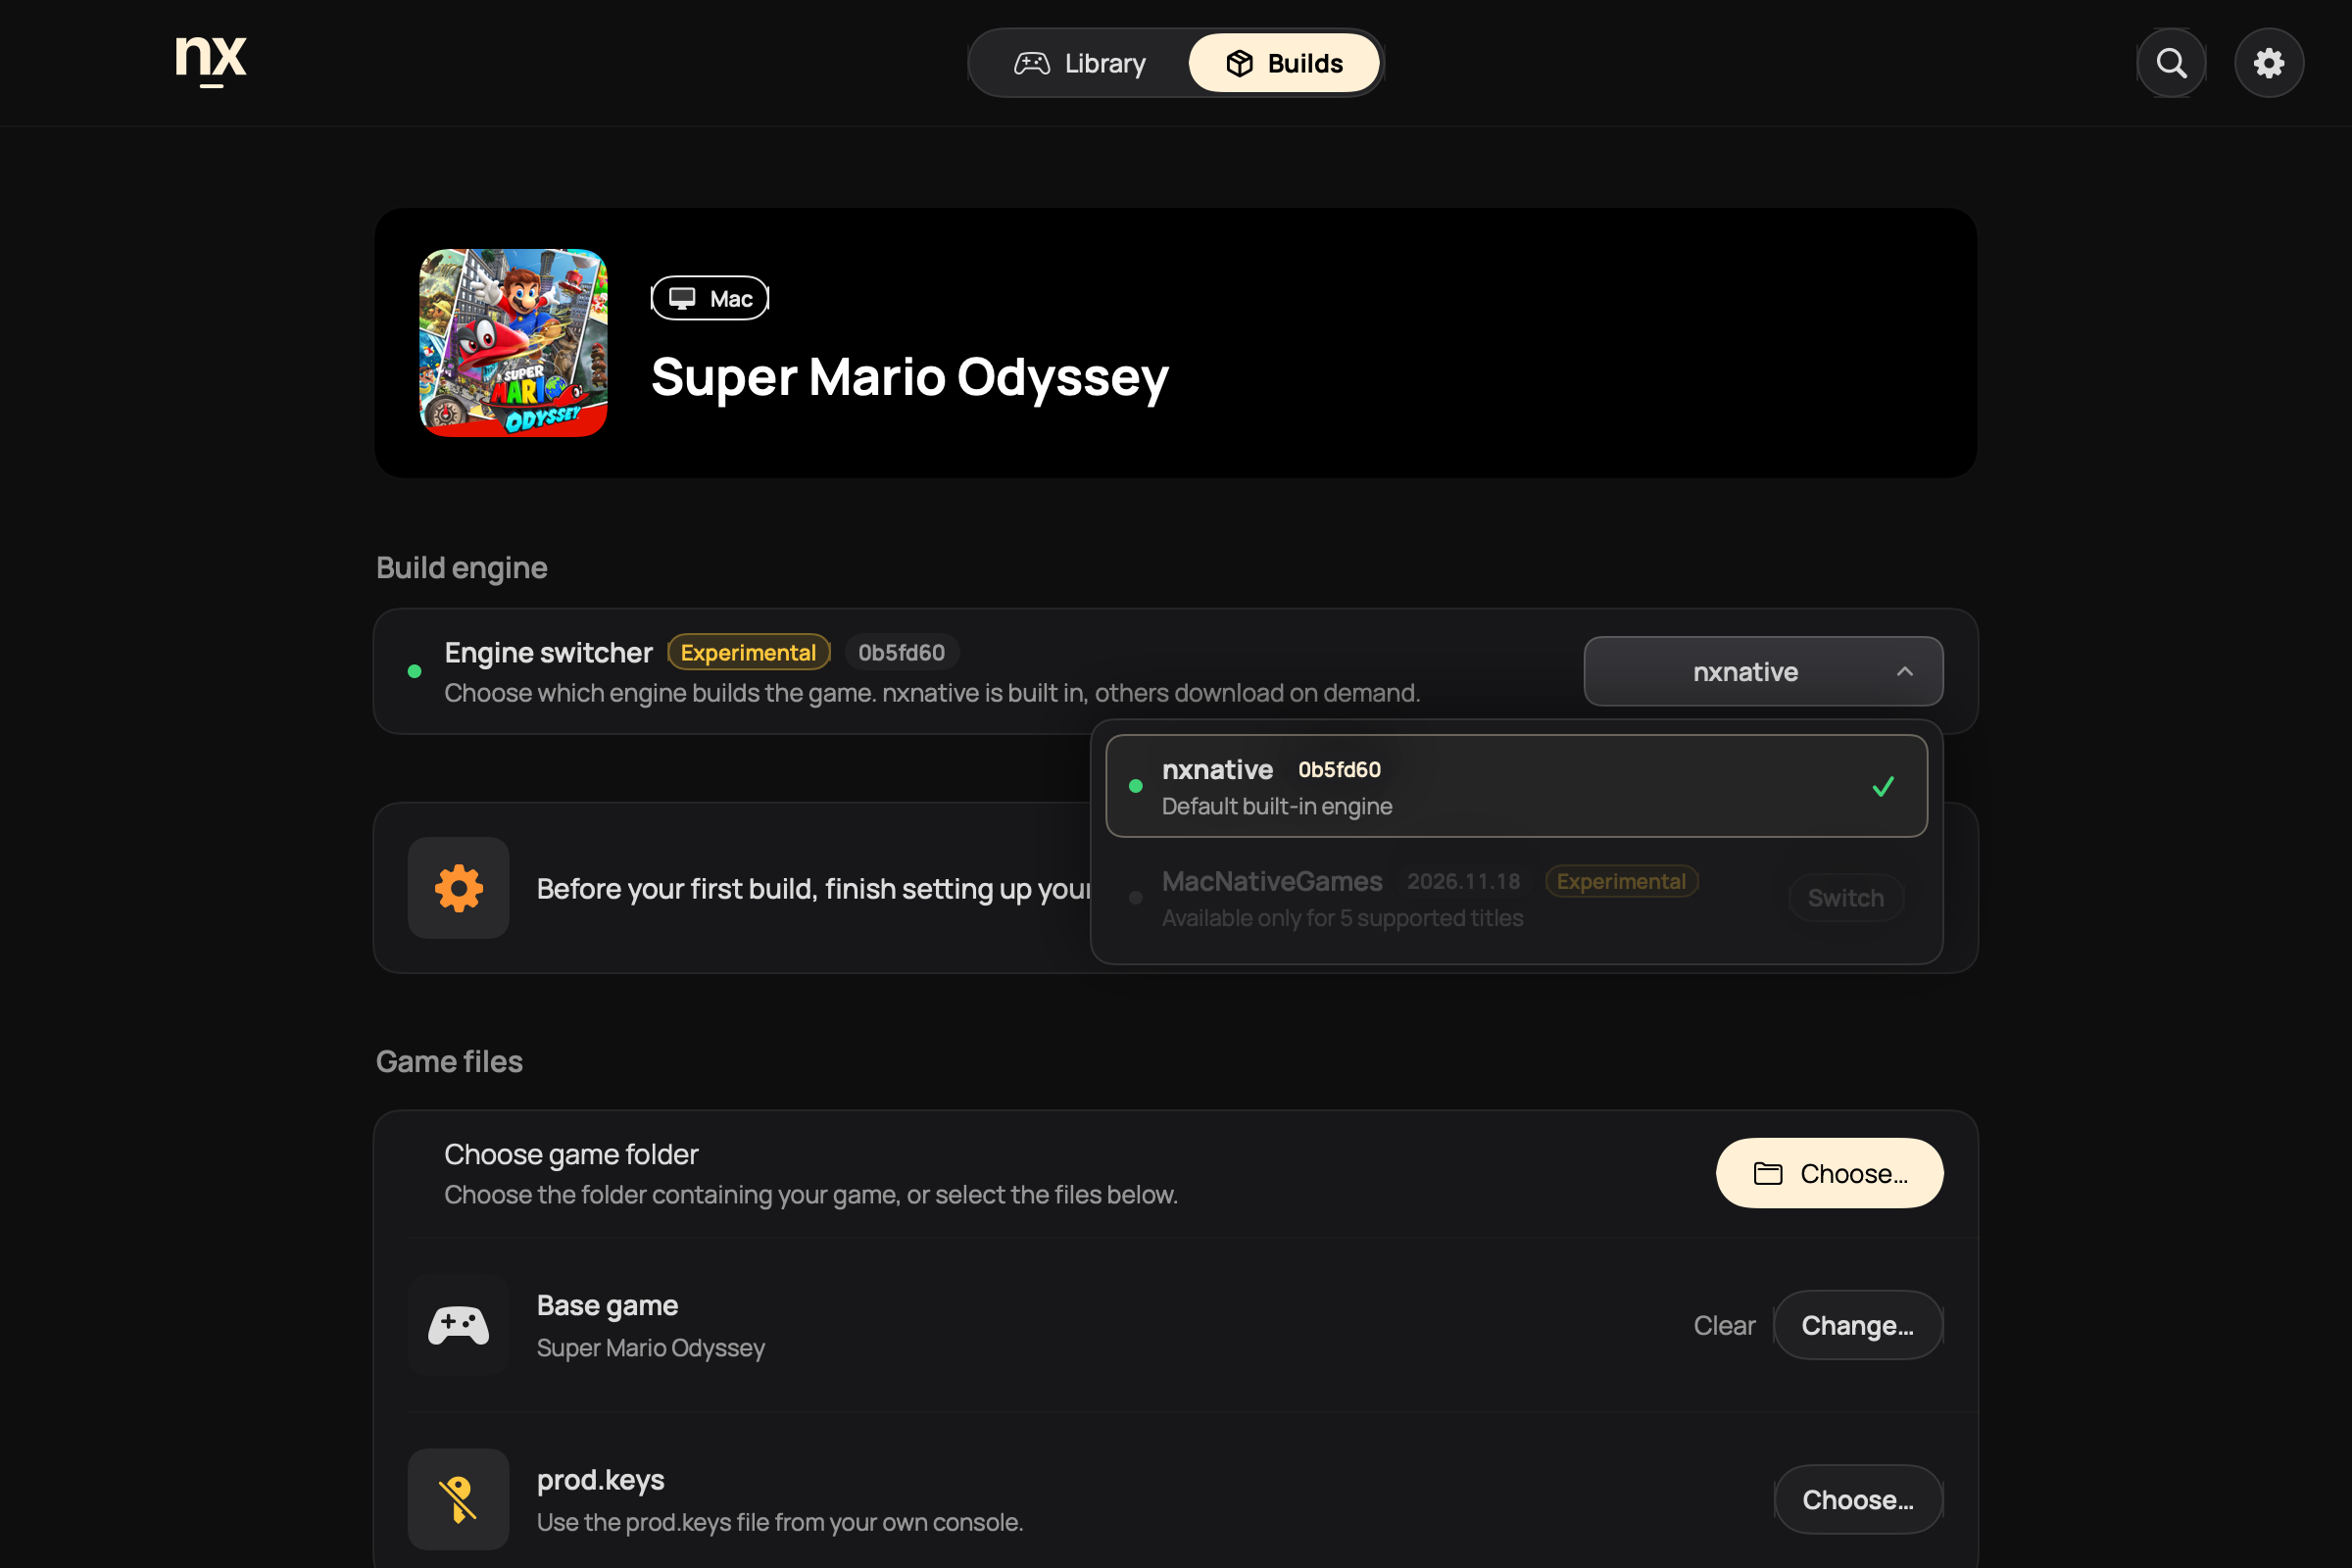 nx
Library
Builds
Mac
Super Mario Odyssey
SUPER
MARIO
ODYSSEY
Build engine
Engine switcher Experimental 0b5fd60
Choose which engine builds the game. nxnative is built in, others download on demand.
nxnative
nxnative 0b5fd60
Default built-in engine
MacNativeGames 2026.11.18 Experimental
Available only for 5 supported titles
Switch
Before your first build, finish setting up your
Game files
Choose game folder
Choose the folder containing your game, or select the files below.
Choose...
Base game
Super Mario Odyssey
Clear
Change...
prod.keys
Use the prod.keys file from your own console.
Choose...